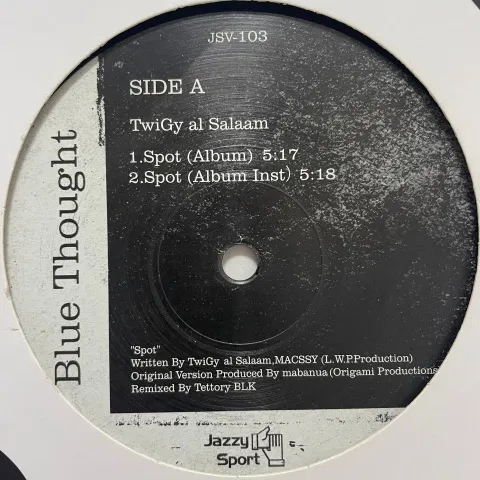 JSV-103
SIDE A
TwiGy al Salaam
1.Spot (Album) 5:17
2.Spot (Album Inst) 5:18
Blue Thought
"Spot"
Written By TwiGy al Salaam,MACSSY (L.W.P.Production)
Original Version Produced By mabanua (Origami Productions
Remixed By Tettory BLK
Jazzy
Sport